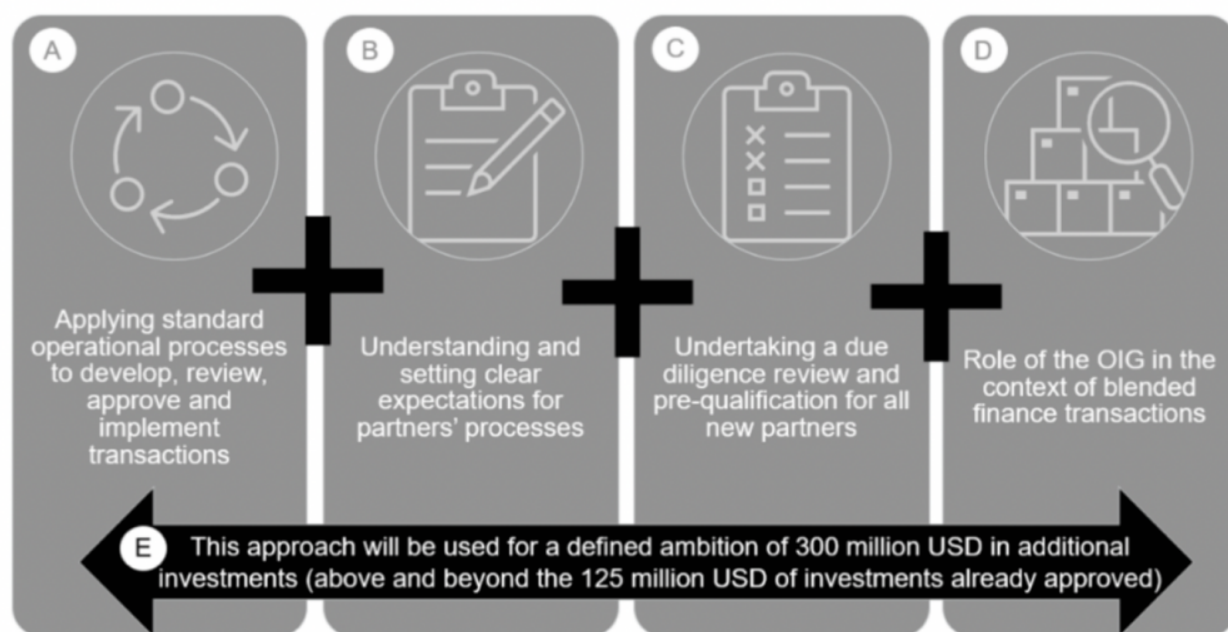 A
Applying standard
operational processes
to develop, review,
approve and
implement
transactions
B
Understanding and
setting clear
expectations for
partners' processes
C
Undertaking a due
diligence review and
pre-qualification for all
new partners
D
Role of the OIG in the
context of blended
finance transactions
E
This approach will be used for a defined ambition of 300 million USD in additional
investments (above and beyond the 125 million USD of investments already approved)